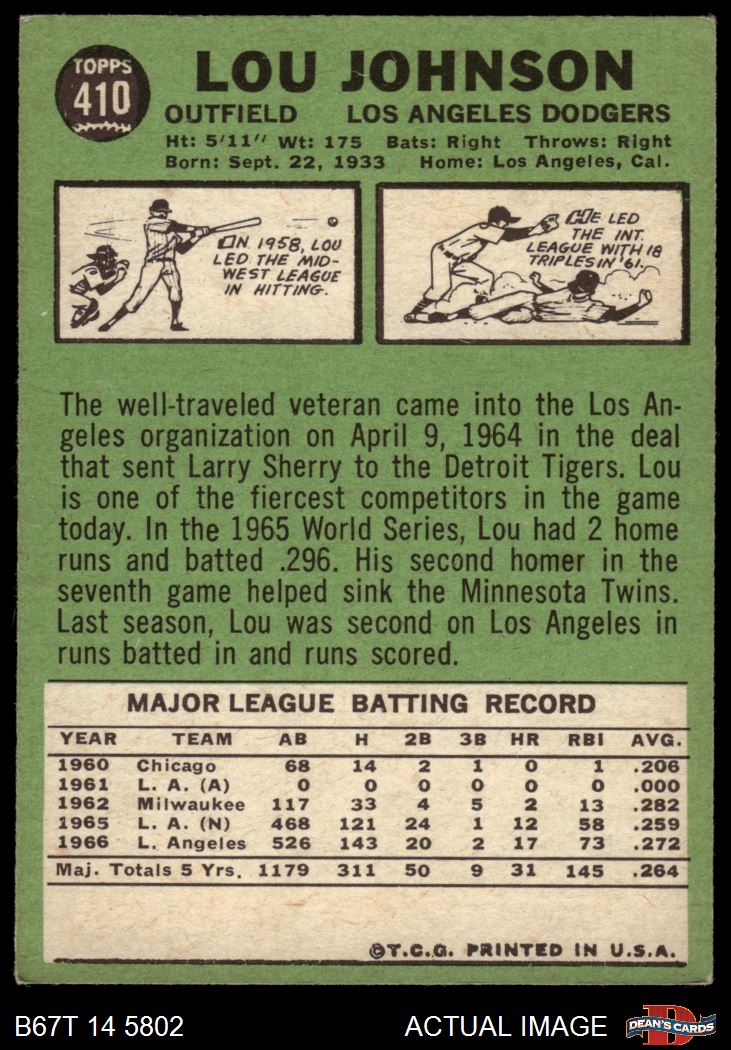 TOPPS
410
LOU JOHNSON
OUTFIELD LOS ANGELES DODGERS
Ht: 5'11" Wt: 175 Bats: Right Throws: Right
Born: Sept. 22, 1933 Home: Los Angeles, Cal.
IN 1958, LOU
LED THE MID-
WEST LEAGUE
IN HITTING.
HE LED
THE INT.
LEAGUE WITH 18
TRIPLES IN '61.
The well-traveled veteran came into the Los An-
geles organization on April 9, 1964 in the deal
that sent Larry Sherry to the Detroit Tigers. Lou
is one of the fiercest competitors in the game
today. In the 1965 World Series, Lou had 2 home
runs and batted .296. His second homer in the
seventh game helped sink the Minnesota Twins.
Last season, Lou was second on Los Angeles in
runs batted in and runs scored.
MAJOR LEAGUE BATTING RECORD
YEAR TEAM AB H 2B 3B HR RBI AVG.
1960 Chicago 68 14 2 1 0 1 .206
1961 L. A. (A) 0 0 0 0 0 0 .000
1962 Milwaukee 117 33 4 5 2 13 .282
1965 L. A. (N) 468 121 24 1 12 58 .259
1966 L. Angeles 526 143 20 2 17 73 .272
Maj. Totals 5 Yrs. 1179 311 50 9 31 145 .264
©T.C.G. PRINTED IN U.S.A.
B67T 14 5802 ACTUAL IMAGE
DEAN'S CARDS